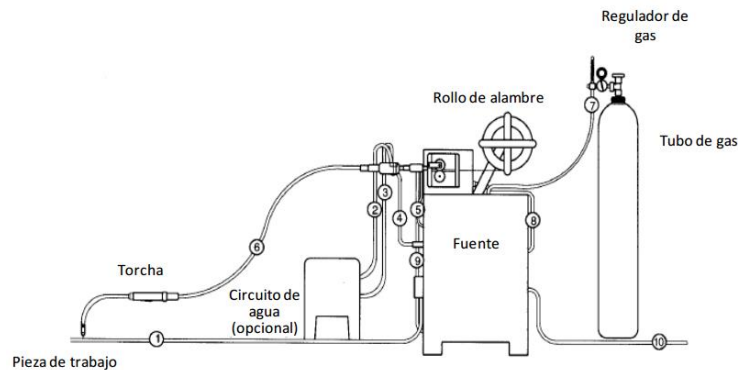 Regulador de
gas
Rollo de alambre
7
Tubo de gas
3
2
4
5
8
6
Fuente
9
Torcha
Circuito de
agua
(opcional)
1
10
Pieza de trabajo